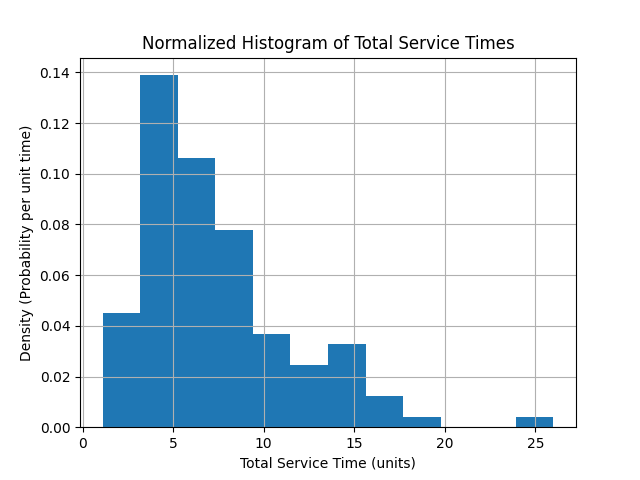 Normalized Histogram of Total Service Times
0.14
0.12
0.10
0.08
0.06
0.04
0.02
0.00
Density (Probability per unit time)
0 5 10 15 20 25
Total Service Time (units)